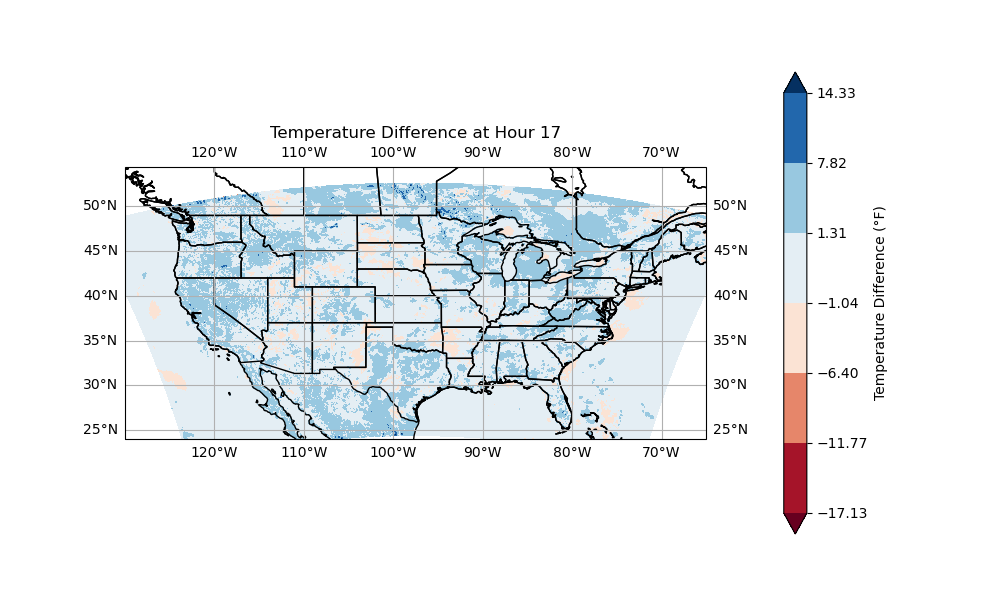 Temperature Difference at Hour 17
120°W 110°W 100°W 90°W 80°W 70°W
50°N 50°N
45°N 45°N
40°N 40°N
35°N 35°N
30°N 30°N
25°N 25°N
120°W 110°W 100°W 90°W 80°W 70°W
14.33
7.82
1.31
−1.04
−6.40
−11.77
−17.13
Temperature Difference (°F)